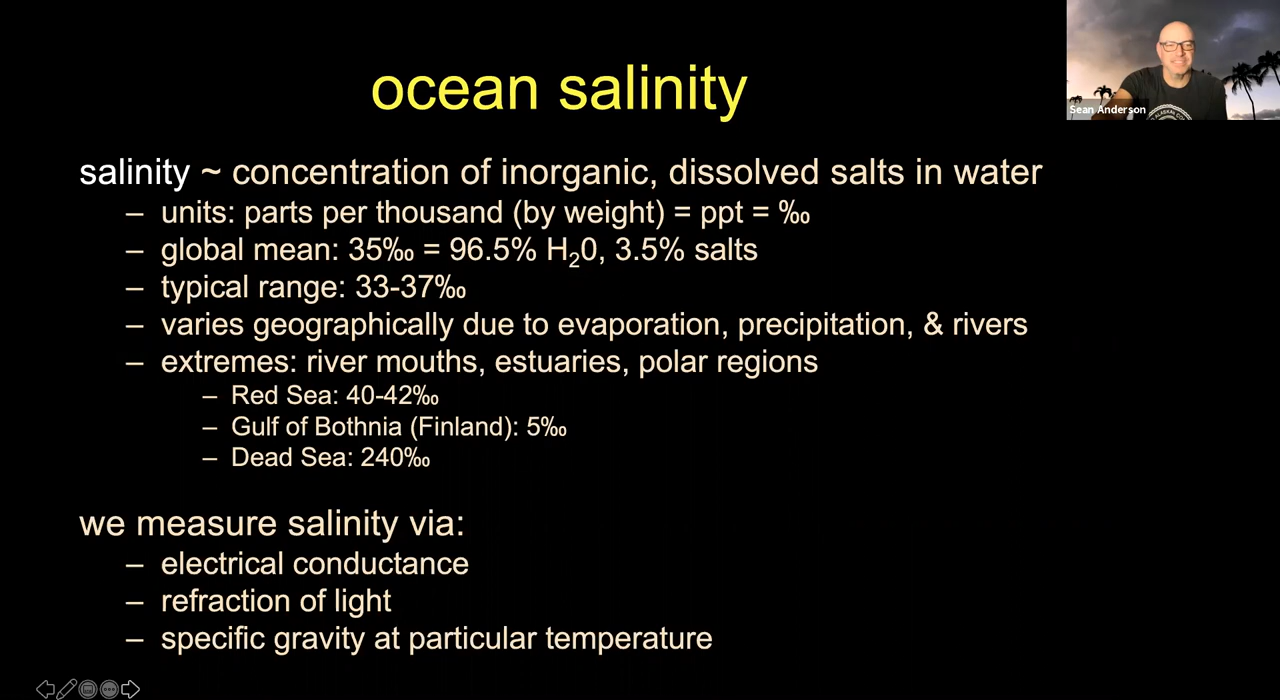 ocean salinity
Sean Anderson
salinity ~ concentration of inorganic, dissolved salts in water
– units: parts per thousand (by weight) = ppt = ‰
– global mean: 35‰ = 96.5% H₂0, 3.5% salts
– typical range: 33-37‰
– varies geographically due to evaporation, precipitation, & rivers
– extremes: river mouths, estuaries, polar regions
– Red Sea: 40-42‰
– Gulf of Bothnia (Finland): 5‰
– Dead Sea: 240‰
we measure salinity via:
– electrical conductance
– refraction of light
– specific gravity at particular temperature